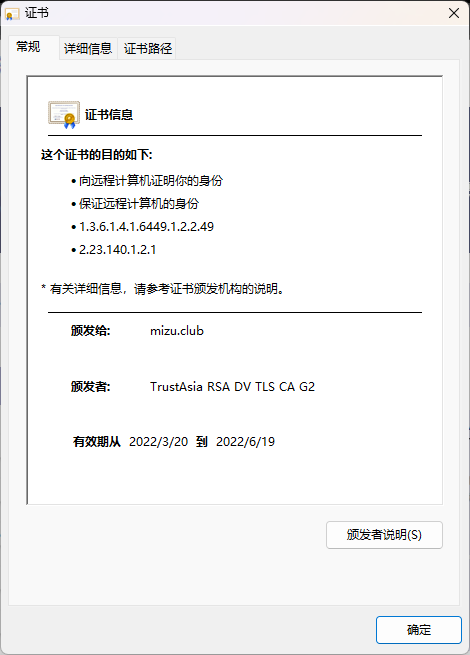 证书
常规 详细信息 证书路径
证书信息
这个证书的目的如下:
• 向远程计算机证明你的身份
• 保证远程计算机的身份
• 1.3.6.1.4.1.6449.1.2.2.49
• 2.23.140.1.2.1
* 有关详细信息，请参考证书颁发机构的说明。
颁发给: mizu.club
颁发者: TrustAsia RSA DV TLS CA G2
有效期从 2022/3/20 到 2022/6/19
颁发者说明(S)
确定